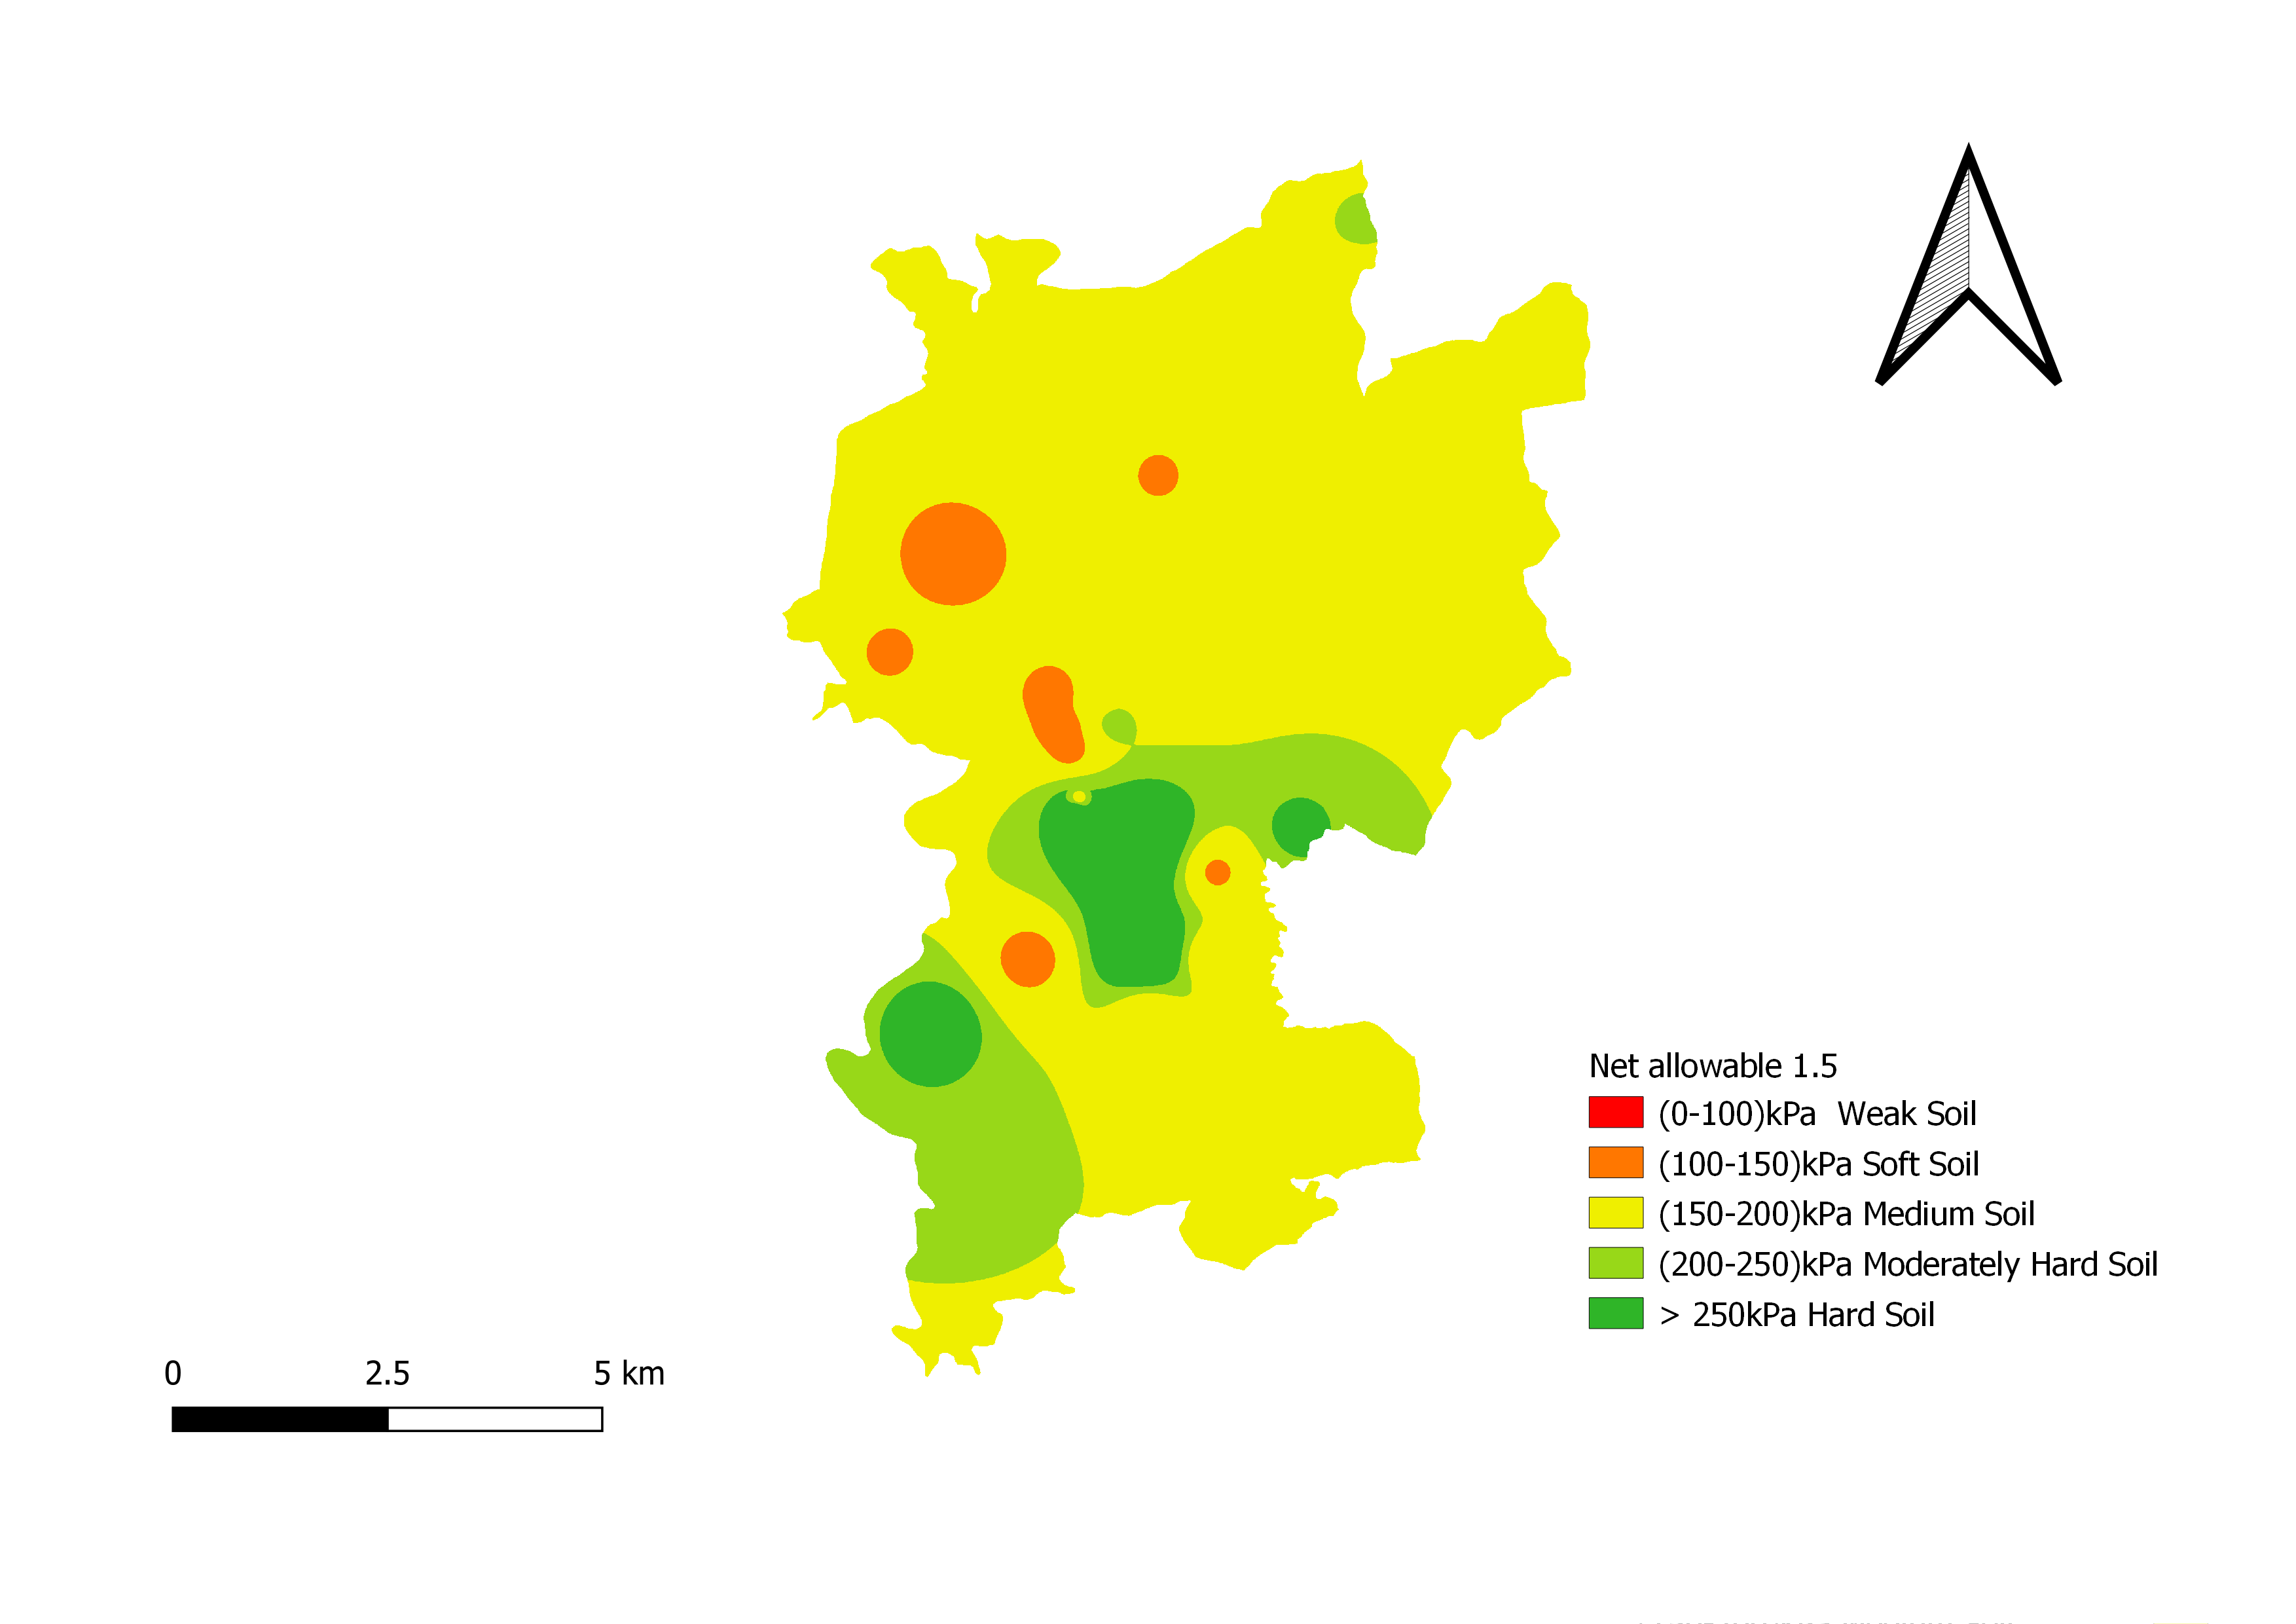 Net allowable 1.5
(0-100)kPa  Weak Soil
(100-150)kPa Soft Soil
(150-200)kPa Medium Soil
(200-250)kPa Moderately Hard Soil
> 250kPa Hard Soil
0 2.5 5 km